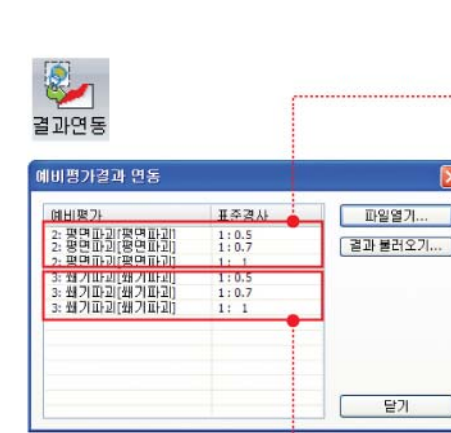 결과연동
예비평가결과 연동
예비평가 표준경사
2: 평면파괴[평면파괴] 1:0.5
2: 평면파괴[평면파괴] 1:0.7
2: 평면파괴[평면파괴] 1: 1
3: 쐐기파괴[쐐기파괴] 1:0.5
3: 쐐기파괴[쐐기파괴] 1:0.7
3: 쐐기파괴[쐐기파괴] 1: 1
파일열기...
결과 불러오기...
닫기